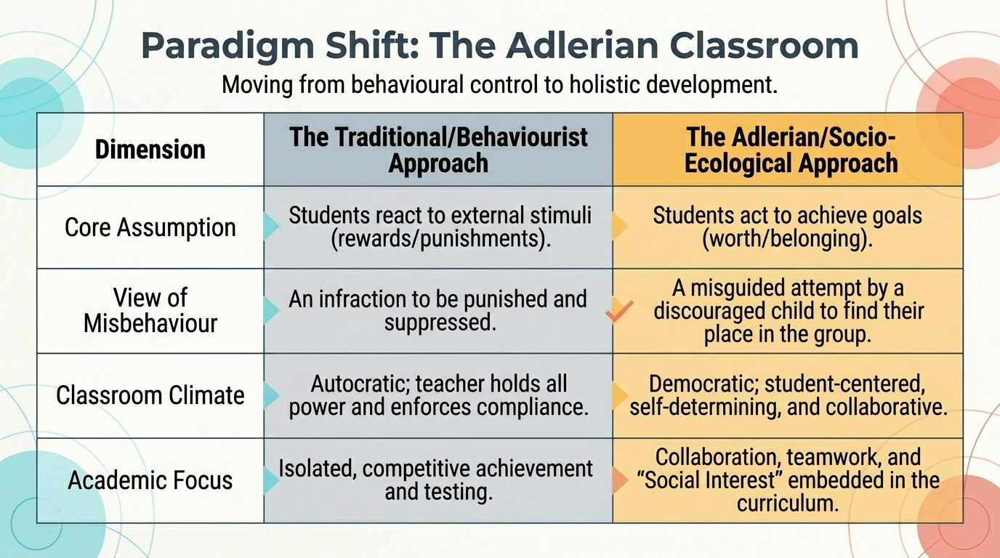 Paradigm Shift: The Adlerian Classroom
Moving from behavioural control to holistic development.
Dimension
The Traditional/Behaviourist
Approach
The Adlerian/Socio-
Ecological Approach
Core Assumption
Students react to external stimuli
(rewards/punishments).
Students act to achieve goals
(worth/belonging).
View of
Misbehaviour
An infraction to be punished and
suppressed.
A misguided attempt by a
discouraged child to find their
place in the group.
Classroom Climate
Autocratic; teacher holds all
power and enforces compliance.
Democratic; student-centered,
self-determining, and collaborative.
Academic Focus
Isolated, competitive achievement
and testing.
Collaboration, teamwork, and
“Social Interest” embedded in the
curriculum.